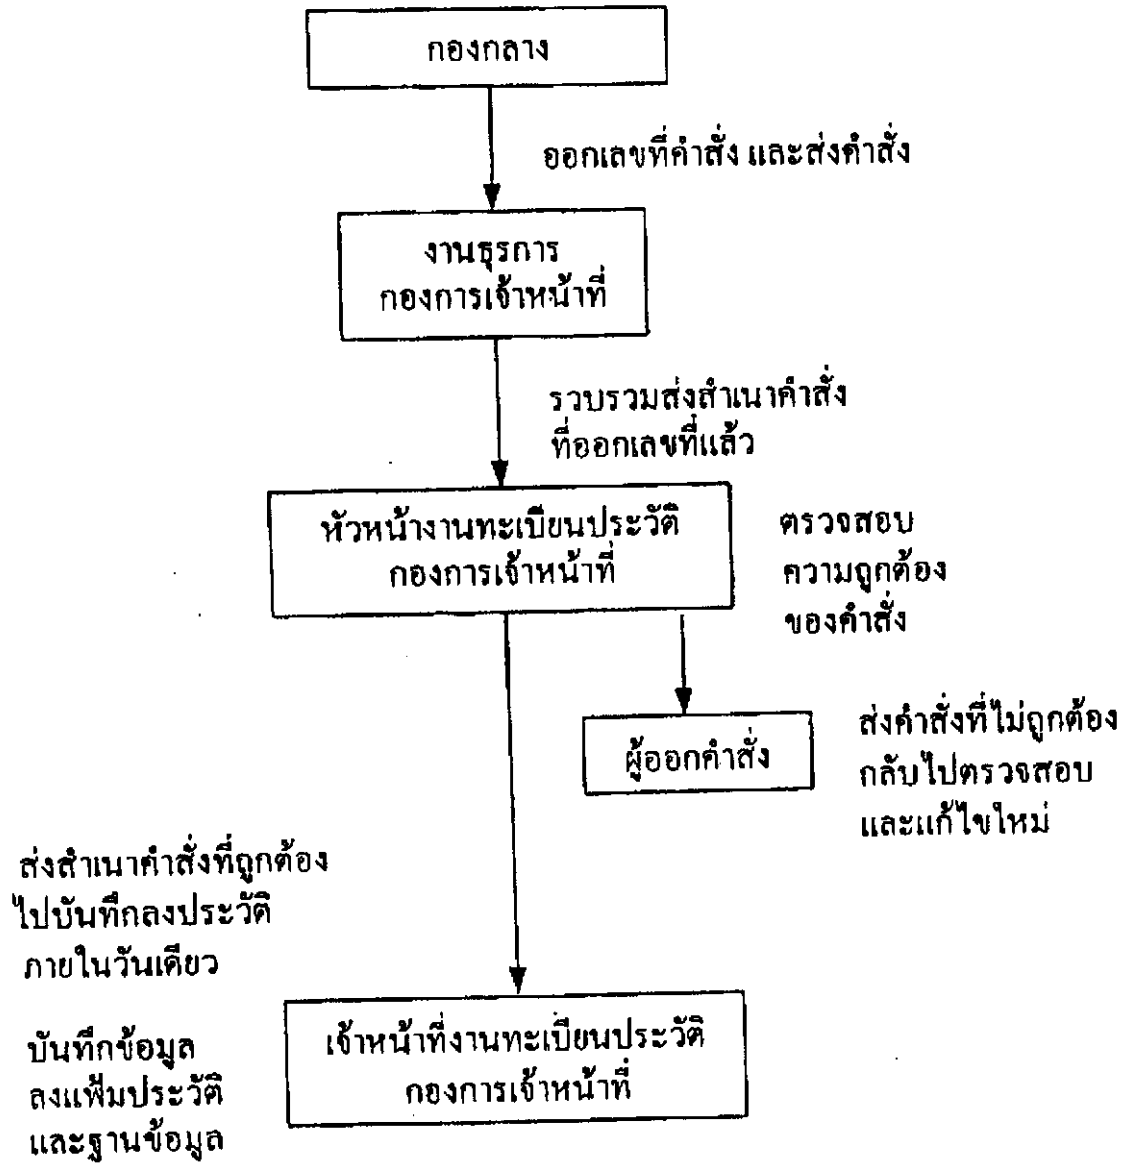 กองกลาง
ออกเลขที่คำสั่ง และส่งคำสั่ง
งานธุรการ
กองการเจ้าหน้าที่
รวบรวมส่งสำเนาคำสั่ง
ที่ออกเลขที่แล้ว
หัวหน้างานทะเบียนประวัติ
กองการเจ้าหน้าที่
ตรวจสอบ
ความถูกต้อง
ของคำสั่ง
ผู้ออกคำสั่ง
ส่งคำสั่งที่ไม่ถูกต้อง
กลับไปตรวจสอบ
และแก้ไขใหม่
ส่งสำเนาคำสั่งที่ถูกต้อง
ไปบันทึกลงประวัติ
ภายในวันเดียว
บันทึกข้อมูล
ลงแฟ้มประวัติ
และฐานข้อมูล
เจ้าหน้าที่งานทะเบียนประวัติ
กองการเจ้าหน้าที่